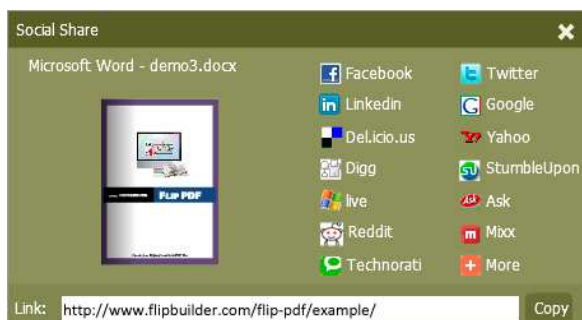 Social Share
Microsoft Word - demo3.docx
FLIP PDF
Facebook
Twitter
Linkedin
Google
Del.icio.us
Yahoo
Digg
StumbleUpon
live
Ask
Reddit
Mixx
Technorati
More
Link: http://www.flipbuilder.com/flip-pdf/example/ Copy